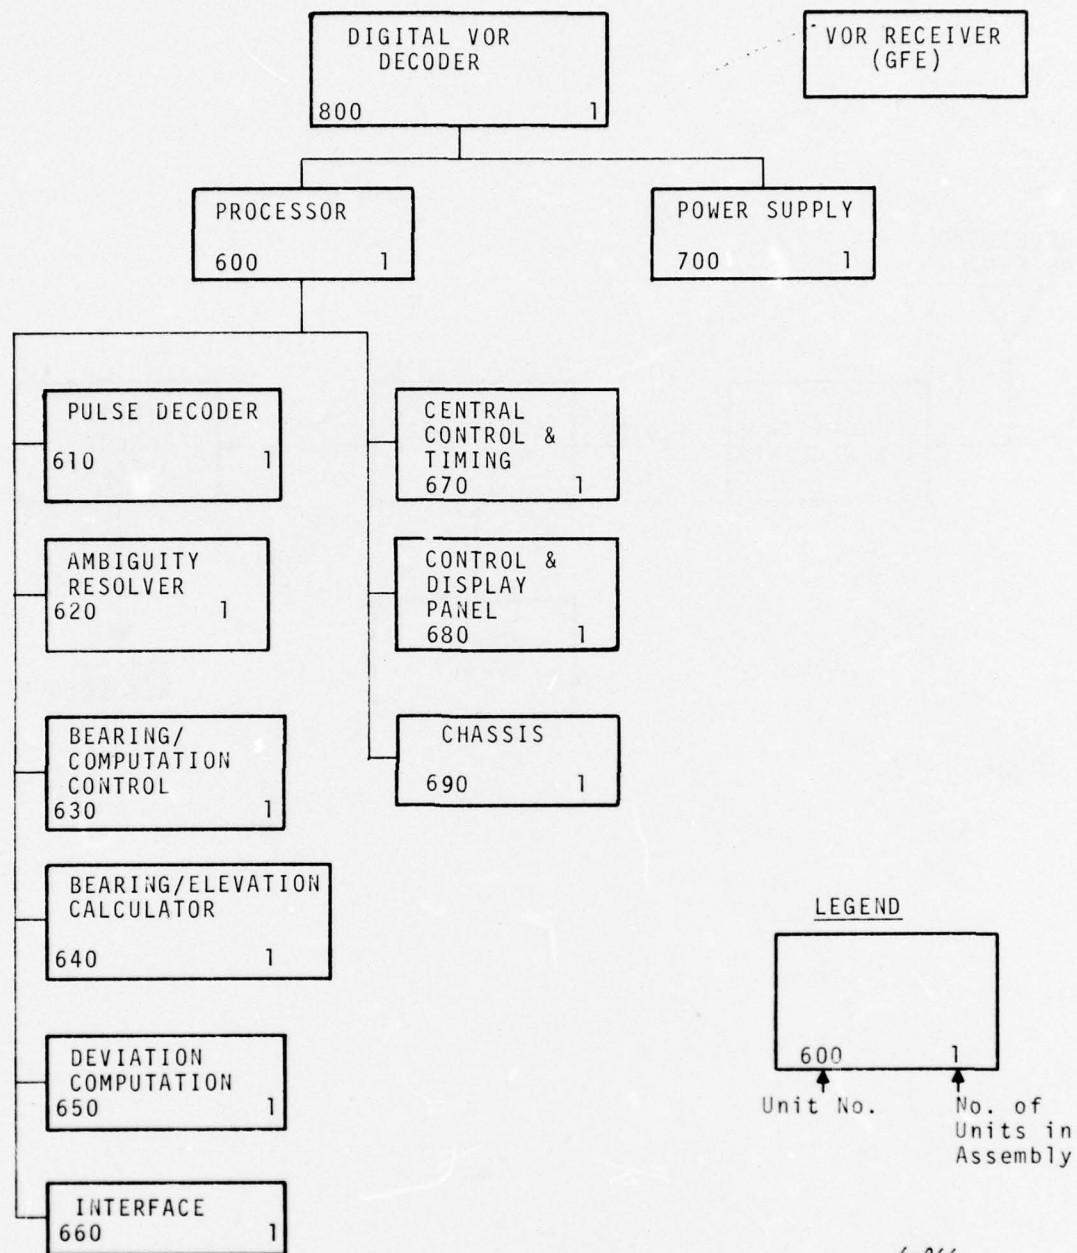 DIGITAL VOR
DECODER
800 1
VOR RECEIVER
(GFE)
PROCESSOR
600 1
POWER SUPPLY
700 1
PULSE DECODER
610 1
AMBIGUITY
RESOLVER
620 1
BEARING/
COMPUTATION
CONTROL
630 1
BEARING/ELEVATION
CALCULATOR
640 1
DEVIATION
COMPUTATION
650 1
INTERFACE
660 1
CENTRAL
CONTROL &
TIMING
670 1
CONTROL &
DISPLAY
PANEL
680 1
CHASSIS
690 1
LEGEND
600 1
Unit No.
No. of
Units in
Assembly